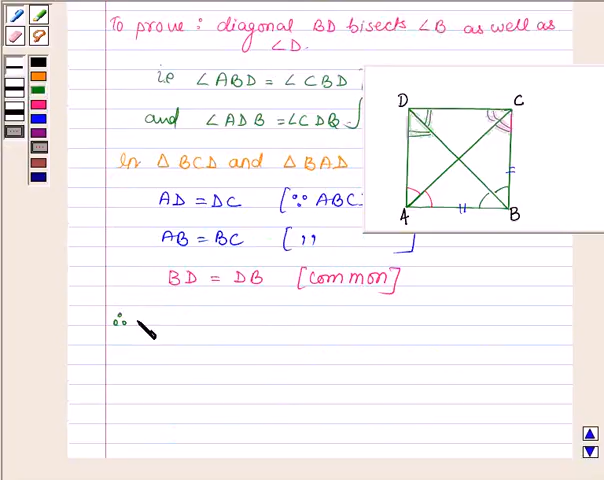 To prove : diagonal BD bisects ∠B as well as
∠D.
i.e ∠ABD = ∠CBD
and ∠ADB = ∠CDB
In △ BCD and △ BAD
AD = DC [∵ ABC
AB = BC [ ,, ]
BD = DB [common]
∴
D C
A B